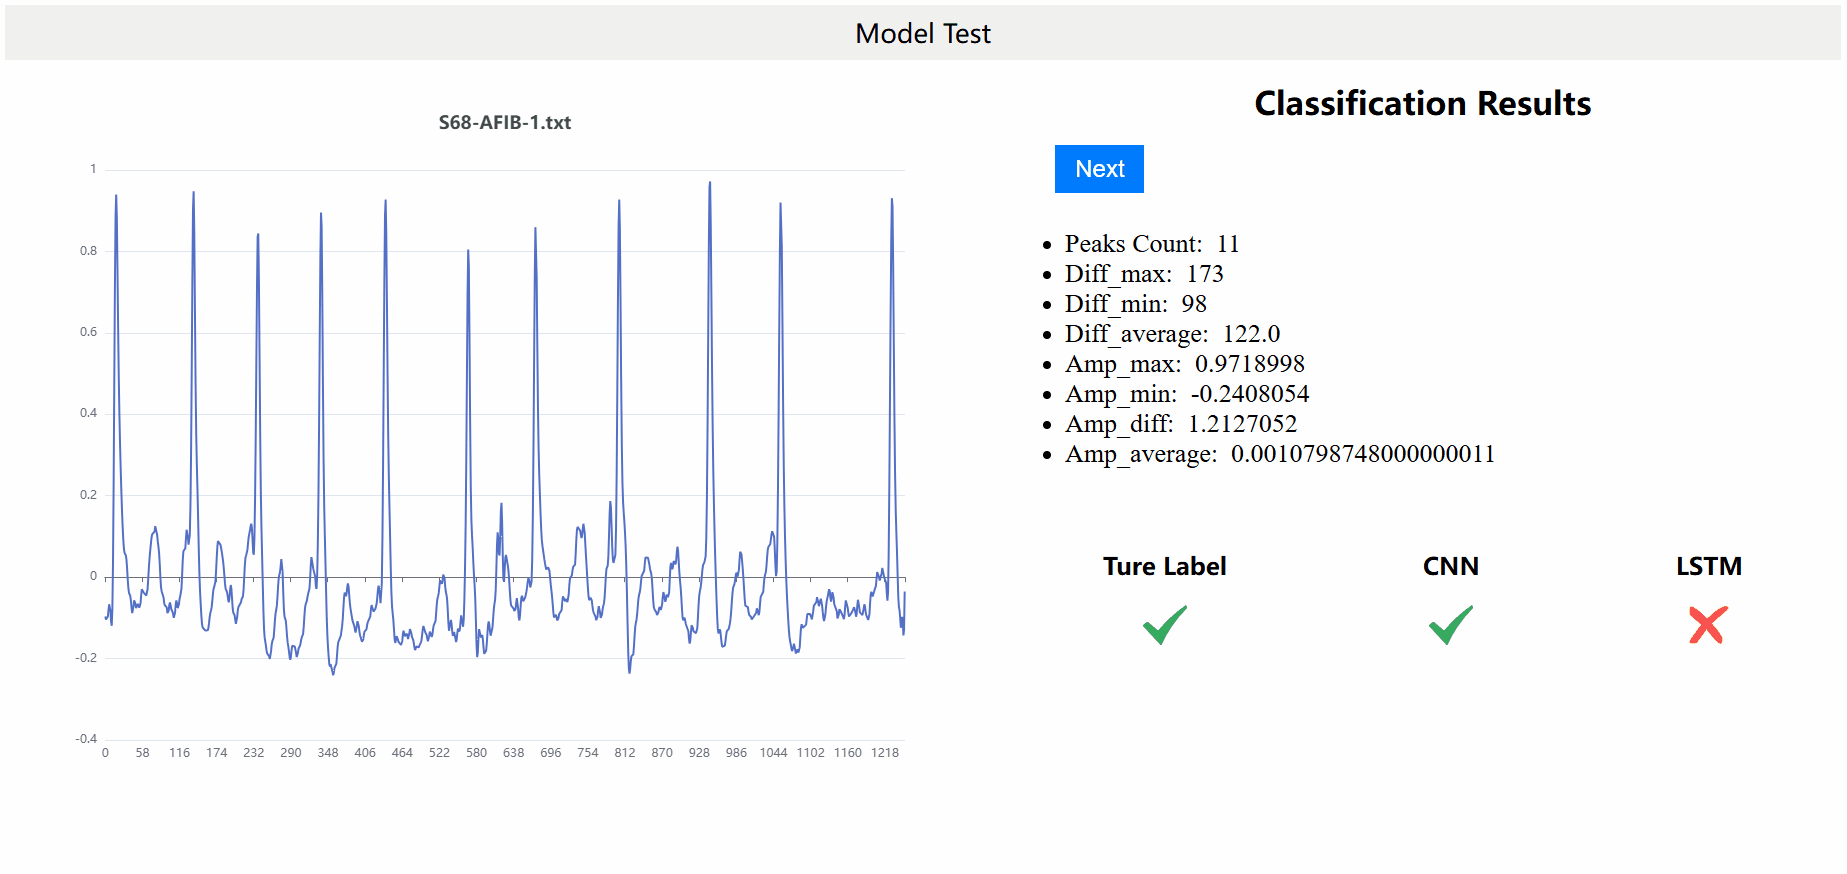 Model Test
S68-AFIB-1.txt
1
0.8
0.6
0.4
0.2
0
-0.2
-0.4
0 58 116 174 232 290 348 406 464 522 580 638 696 754 812 870 928 986 1044 1102 1160 1218
Classification Results
Next
Peaks Count: 11
Diff_max: 173
Diff_min: 98
Diff_average: 122.0
Amp_max: 0.9718998
Amp_min: -0.2408054
Amp_diff: 1.2127052
Amp_average: 0.0010798748000000011
Ture Label CNN LSTM